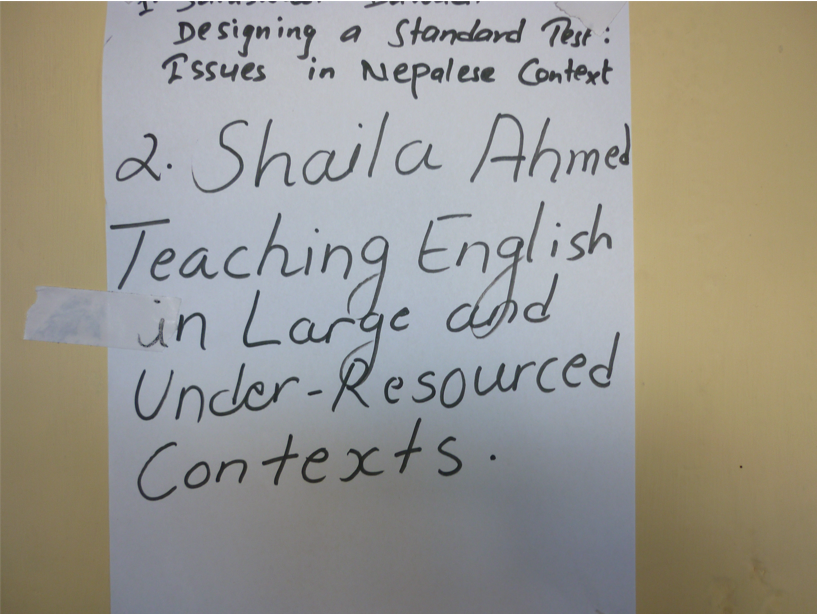 Designing a Standard Test:
Issues in Nepalese Context
2. Shaila Ahmed
Teaching English
in Large and
Under-Resourced
Contexts.